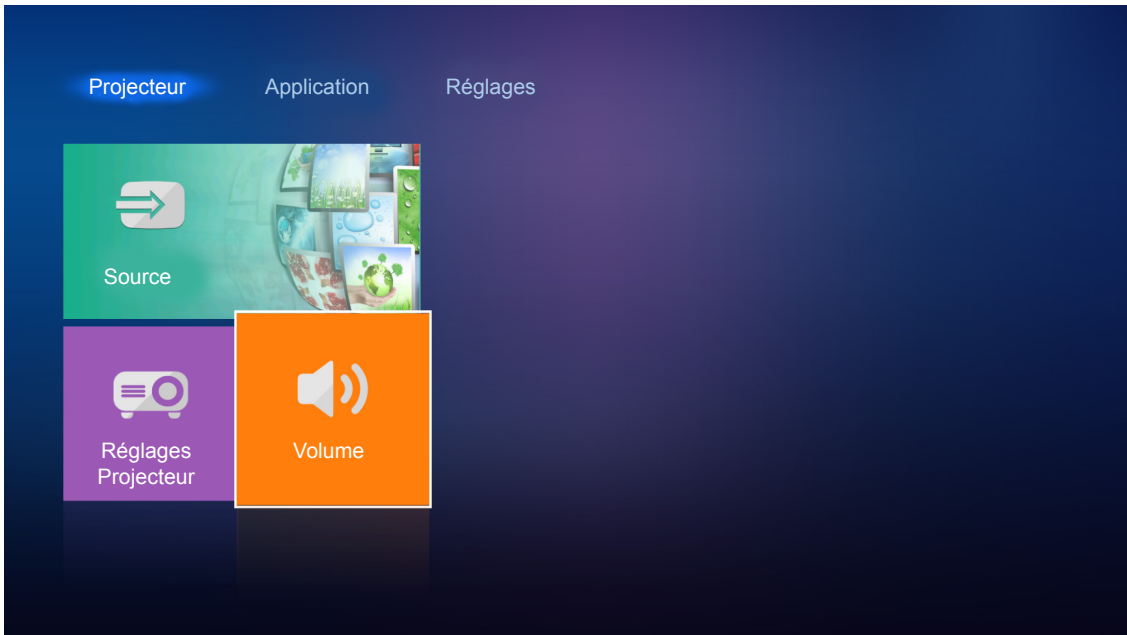 Projecteur Application Réglages
Source
Réglages
Projecteur
Volume